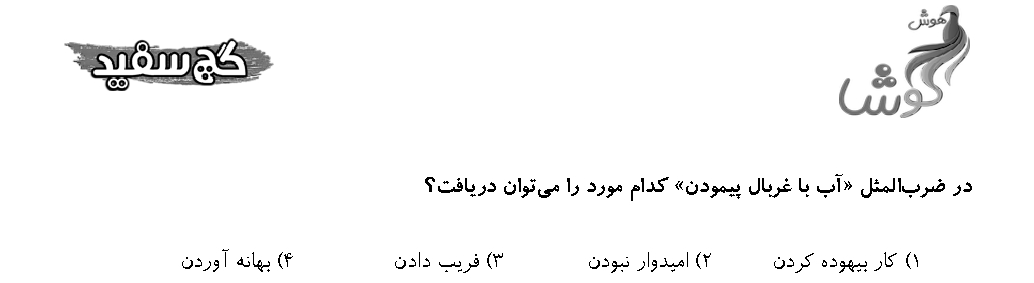 هوش
گوشا
گچ سفید
در ضرب‌المثل «آب با غربال پیمودن» کدام مورد را می‌توان دریافت؟
۱) کار بیهوده کردن ۲) امیدوار نبودن ۳) فریب دادن ۴) بهانه آوردن